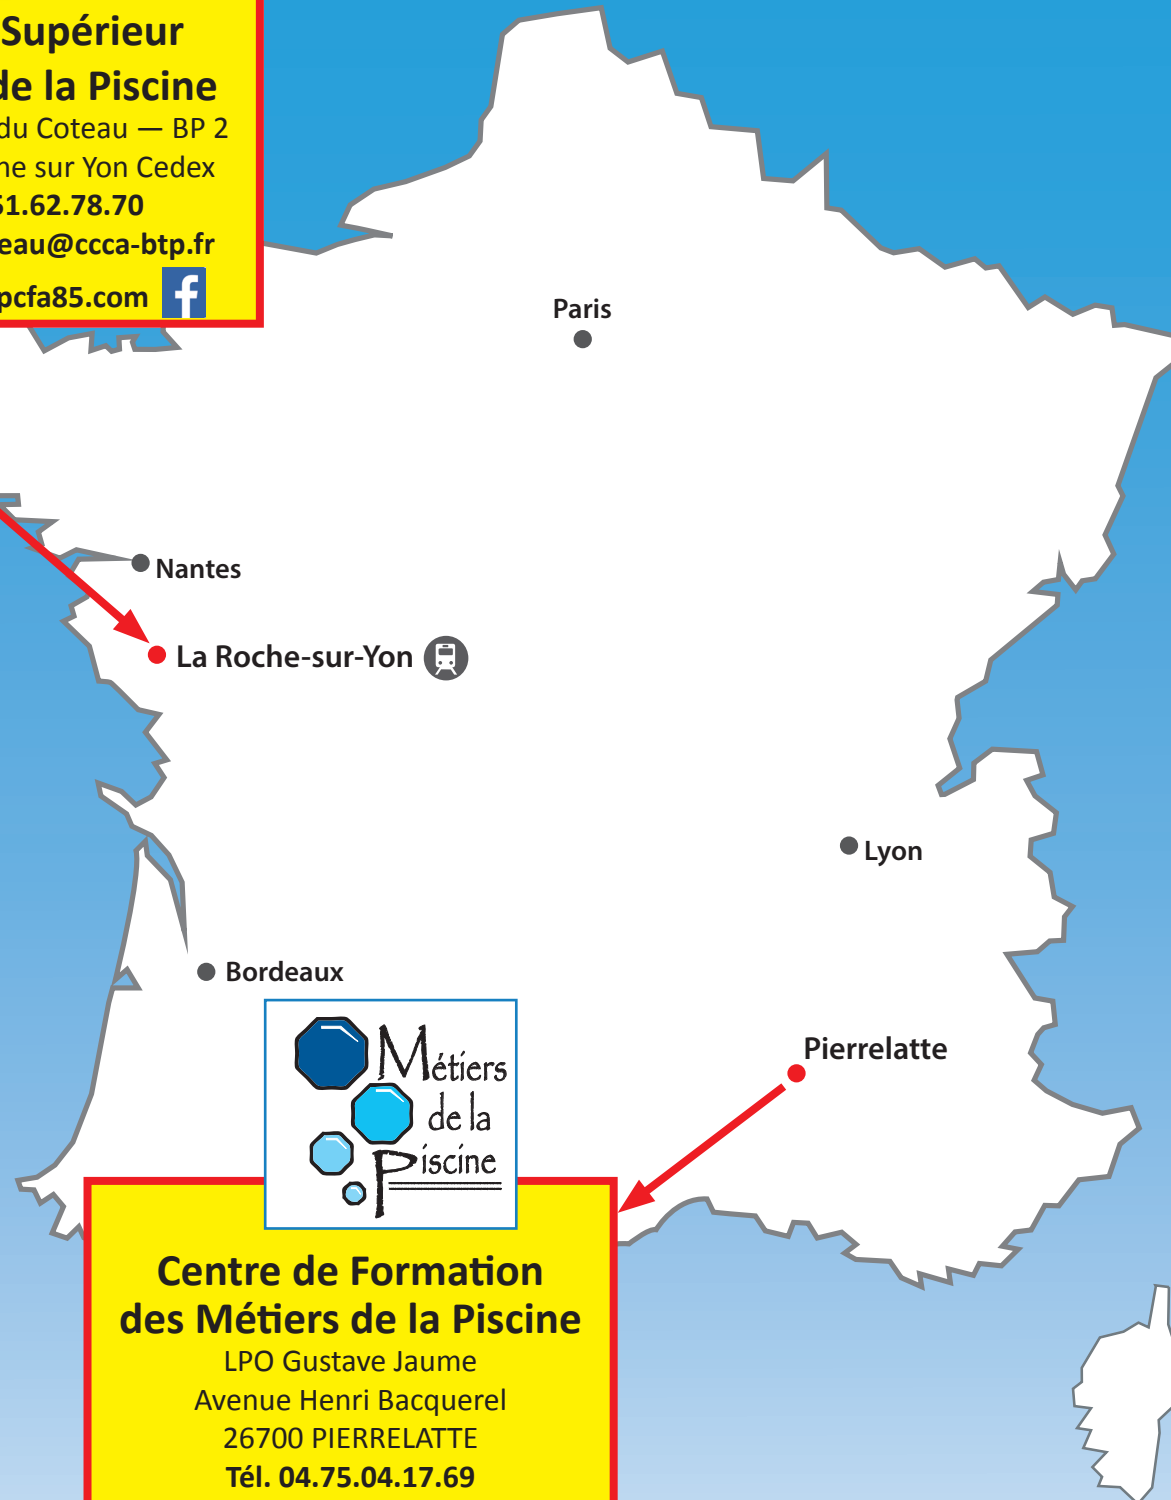 Supérieur
de la Piscine
du Coteau — BP 2
ne sur Yon Cedex
51.62.78.70
eau@ccca-btp.fr
pcfa85.com f
Paris
Nantes
La Roche-sur-Yon
Lyon
Bordeaux
Pierrelatte
Métiers
de la
Piscine
Centre de Formation
des Métiers de la Piscine
LPO Gustave Jaume
Avenue Henri Bacquerel
26700 PIERRELATTE
Tél. 04.75.04.17.69